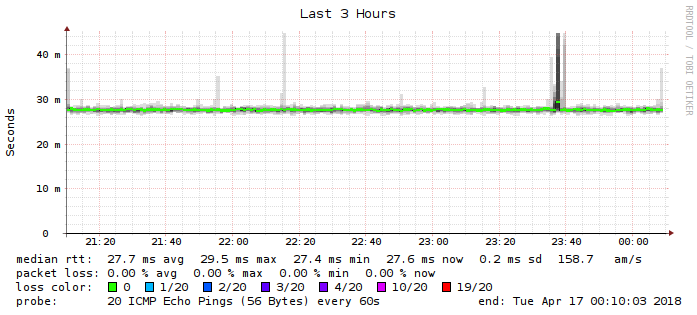 Last 3 Hours
RRDTOOL / TOBI OETIKER
Seconds
40 m
30 m
20 m
10 m
0
21:20 21:40 22:00 22:20 22:40 23:00 23:20 23:40 00:00
median rtt: 27.7 ms avg 29.5 ms max 27.4 ms min 27.6 ms now 0.2 ms sd 158.7 am/s
packet loss: 0.00 % avg 0.00 % max 0.00 % min 0.00 % now
loss color: 0 1/20 2/20 3/20 4/20 10/20 19/20
probe: 20 ICMP Echo Pings (56 Bytes) every 60s end: Tue Apr 17 00:10:03 2018